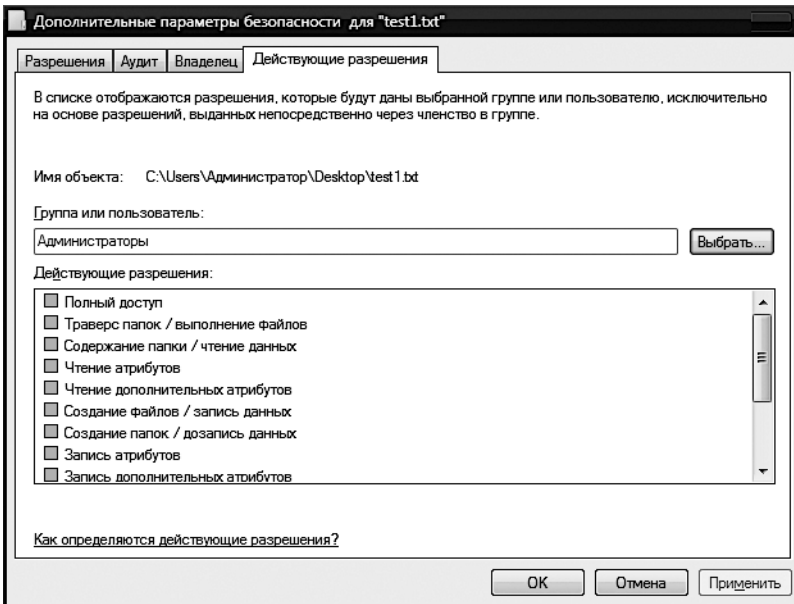 Дополнительные параметры безопасности для "test1.txt"
Разрешения Аудит Владелец Действующие разрешения
В списке отображаются разрешения, которые будут даны выбранной группе или пользователю, исключительно
на основе разрешений, выданных непосредственно через членство в группе.
Имя объекта: C:\Users\Администратор\Desktop\test1.txt
Группа или пользователь:
Администраторы Выбрать...
Действующие разрешения:
Полный доступ
Траверс папок / выполнение файлов
Содержание папки / чтение данных
Чтение атрибутов
Чтение дополнительных атрибутов
Создание файлов / запись данных
Создание папок / дозапись данных
Запись атрибутов
Запись дополнительных атрибутов
Как определяются действующие разрешения?
ОК Отмена Применить